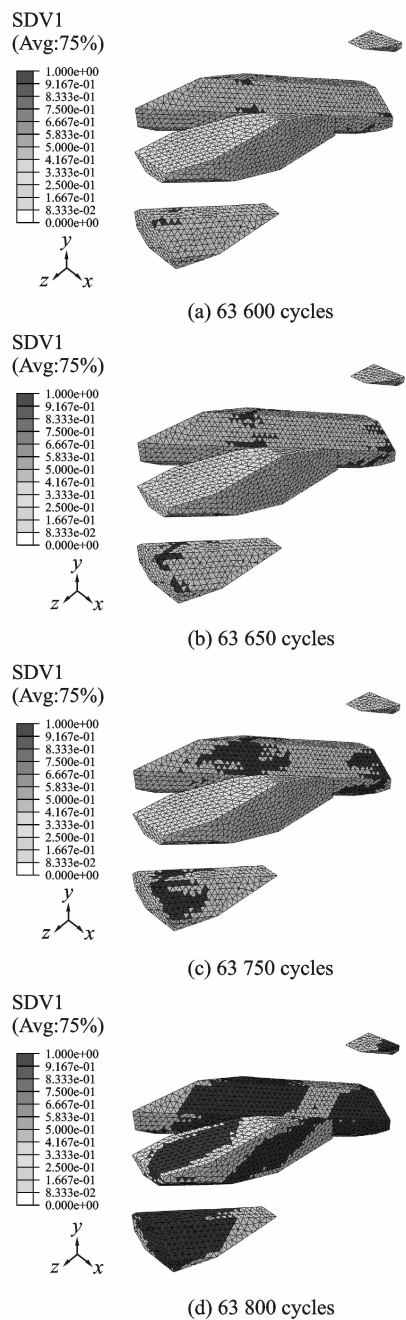 SDV1
(Avg:75%)
1.000e+00
9.167e-01
8.333e-01
7.500e-01
6.667e-01
5.833e-01
5.000e-01
4.167e-01
3.333e-01
2.500e-01
1.667e-01
8.333e-02
0.000e+00
y
z x
(a) 63 600 cycles
SDV1
(Avg:75%)
1.000e+00
9.167e-01
8.333e-01
7.500e-01
6.667e-01
5.833e-01
5.000e-01
4.167e-01
3.333e-01
2.500e-01
1.667e-01
8.333e-02
0.000e+00
y
z x
(b) 63 650 cycles
SDV1
(Avg:75%)
1.000e+00
9.167e-01
8.333e-01
7.500e-01
6.667e-01
5.833e-01
5.000e-01
4.167e-01
3.333e-01
2.500e-01
1.667e-01
8.333e-02
0.000e+00
y
z x
(c) 63 750 cycles
SDV1
(Avg:75%)
1.000e+00
9.167e-01
8.333e-01
7.500e-01
6.667e-01
5.833e-01
5.000e-01
4.167e-01
3.333e-01
2.500e-01
1.667e-01
8.333e-02
0.000e+00
y
z x
(d) 63 800 cycles